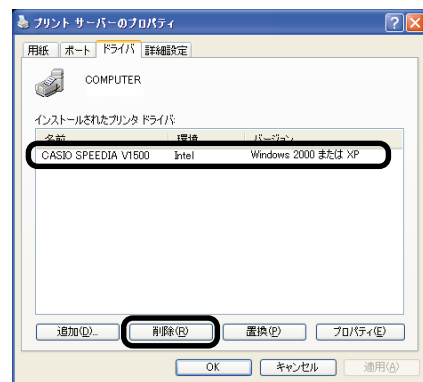 プリント サーバーのプロパティ
用紙 ポート ドライバ 詳細設定
COMPUTER
インストールされたプリンタ ドライバ:
名前 環境 バージョン
CASIO SPEEDIA V1500 Intel Windows 2000 または XP
追加(D)... 削除(R) 置換(P) プロパティ(E)
OK キャンセル 適用(A)